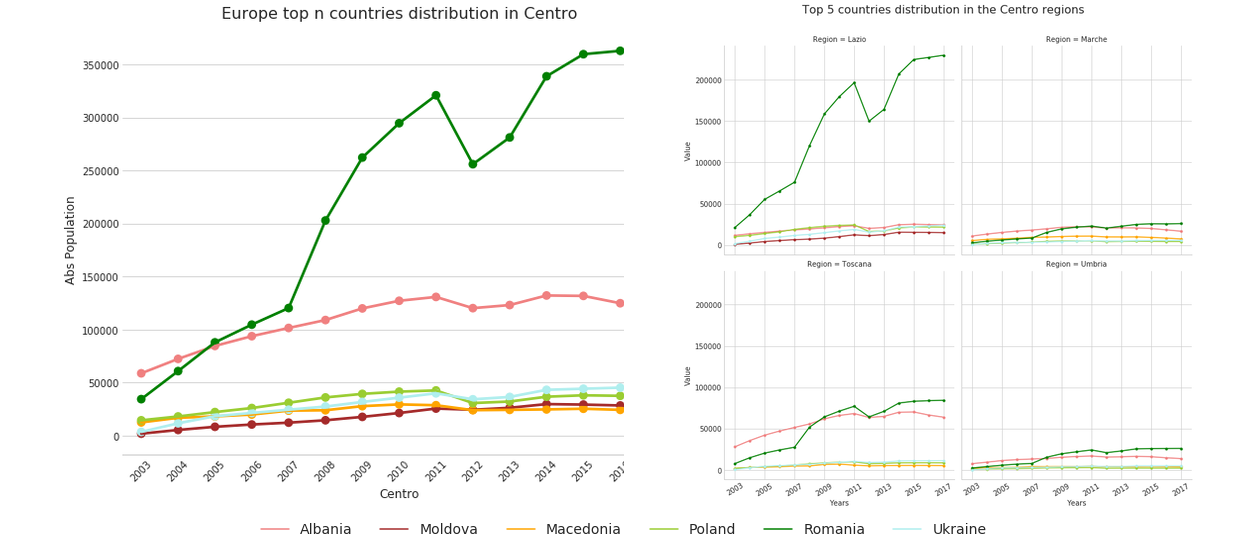 Europe top n countries distribution in Centro
Abs Population
350000
300000
250000
200000
150000
100000
50000
0
2003 2004 2005 2006 2007 2008 2009 2010 2011 2012 2013 2014 2015
Centro
Top 5 countries distribution in the Centro regions
Region = Lazio
Region = Marche
Value
200000
150000
100000
50000
0
Region = Toscana
Region = Umbria
Value
200000
150000
100000
50000
0
2003 2005 2007 2009 2011 2013 2015 2017
2003 2005 2007 2009 2011 2013 2015 2017
Years
Years
Albania Moldova Macedonia Poland Romania Ukraine